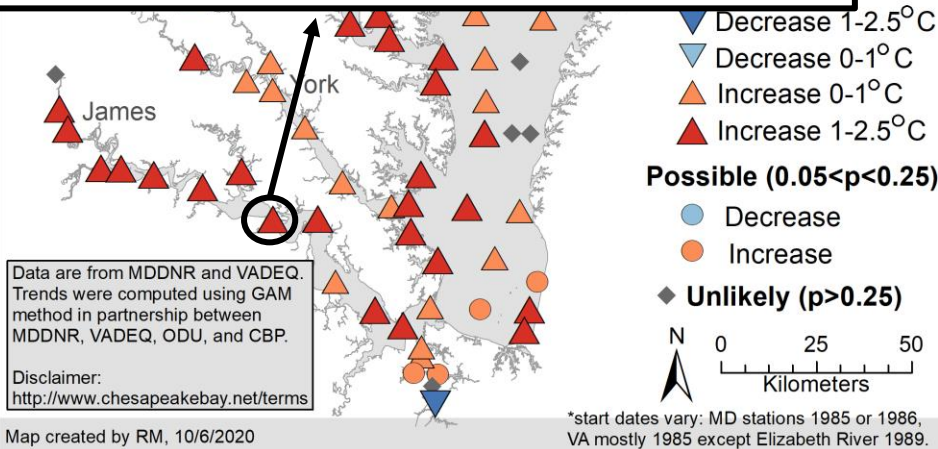 Decrease 1-2.5°C
Decrease 0-1°C
Increase 0-1°C
Increase 1-2.5°C
Possible (0.05<p<0.25)
Decrease
Increase
Unlikely (p>0.25)
York
James
Data are from MDDNR and VADEQ.
Trends were computed using GAM
method in partnership between
MDDNR, VADEQ, ODU, and CBP.
Disclaimer:
http://www.chesapeakebay.net/terms
N
0 25 50
Kilometers
*start dates vary: MD stations 1985 or 1986,
VA mostly 1985 except Elizabeth River 1989.
Map created by RM, 10/6/2020